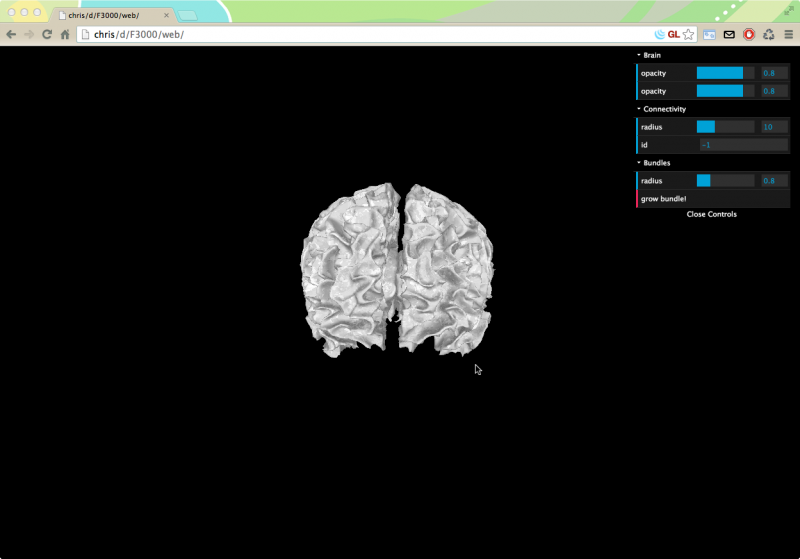 chris/d/F3000/web/
chris/d/F3000/web/
GL
Brain
opacity 0.8
opacity 0.8
Connectivity
radius 10
id -1
Bundles
radius 0.8
grow bundle!
Close Controls